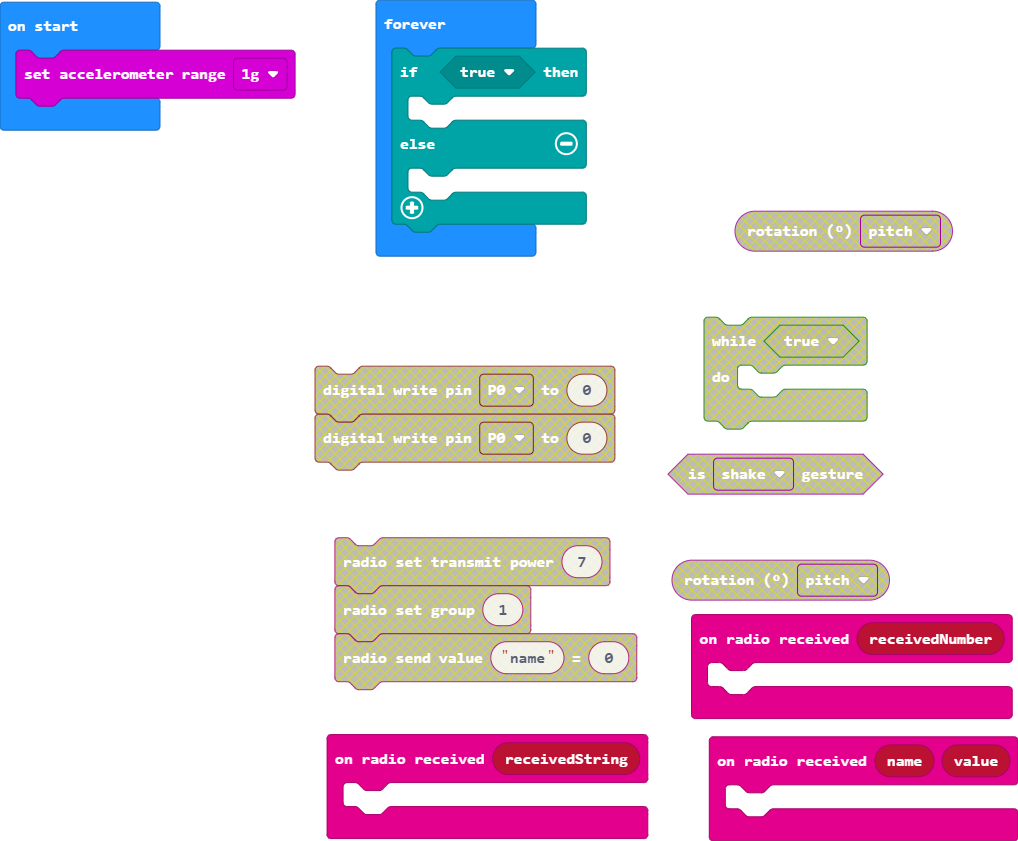 on start
set accelerometer range 1g
forever
if true then
else
rotation (º) pitch
while true
do
digital write pin P0 to 0
digital write pin P0 to 0
is shake gesture
radio set transmit power 7
radio set group 1
radio send value "name" = 0
rotation (º) pitch
on radio received receivedNumber
on radio received receivedString
on radio received name value